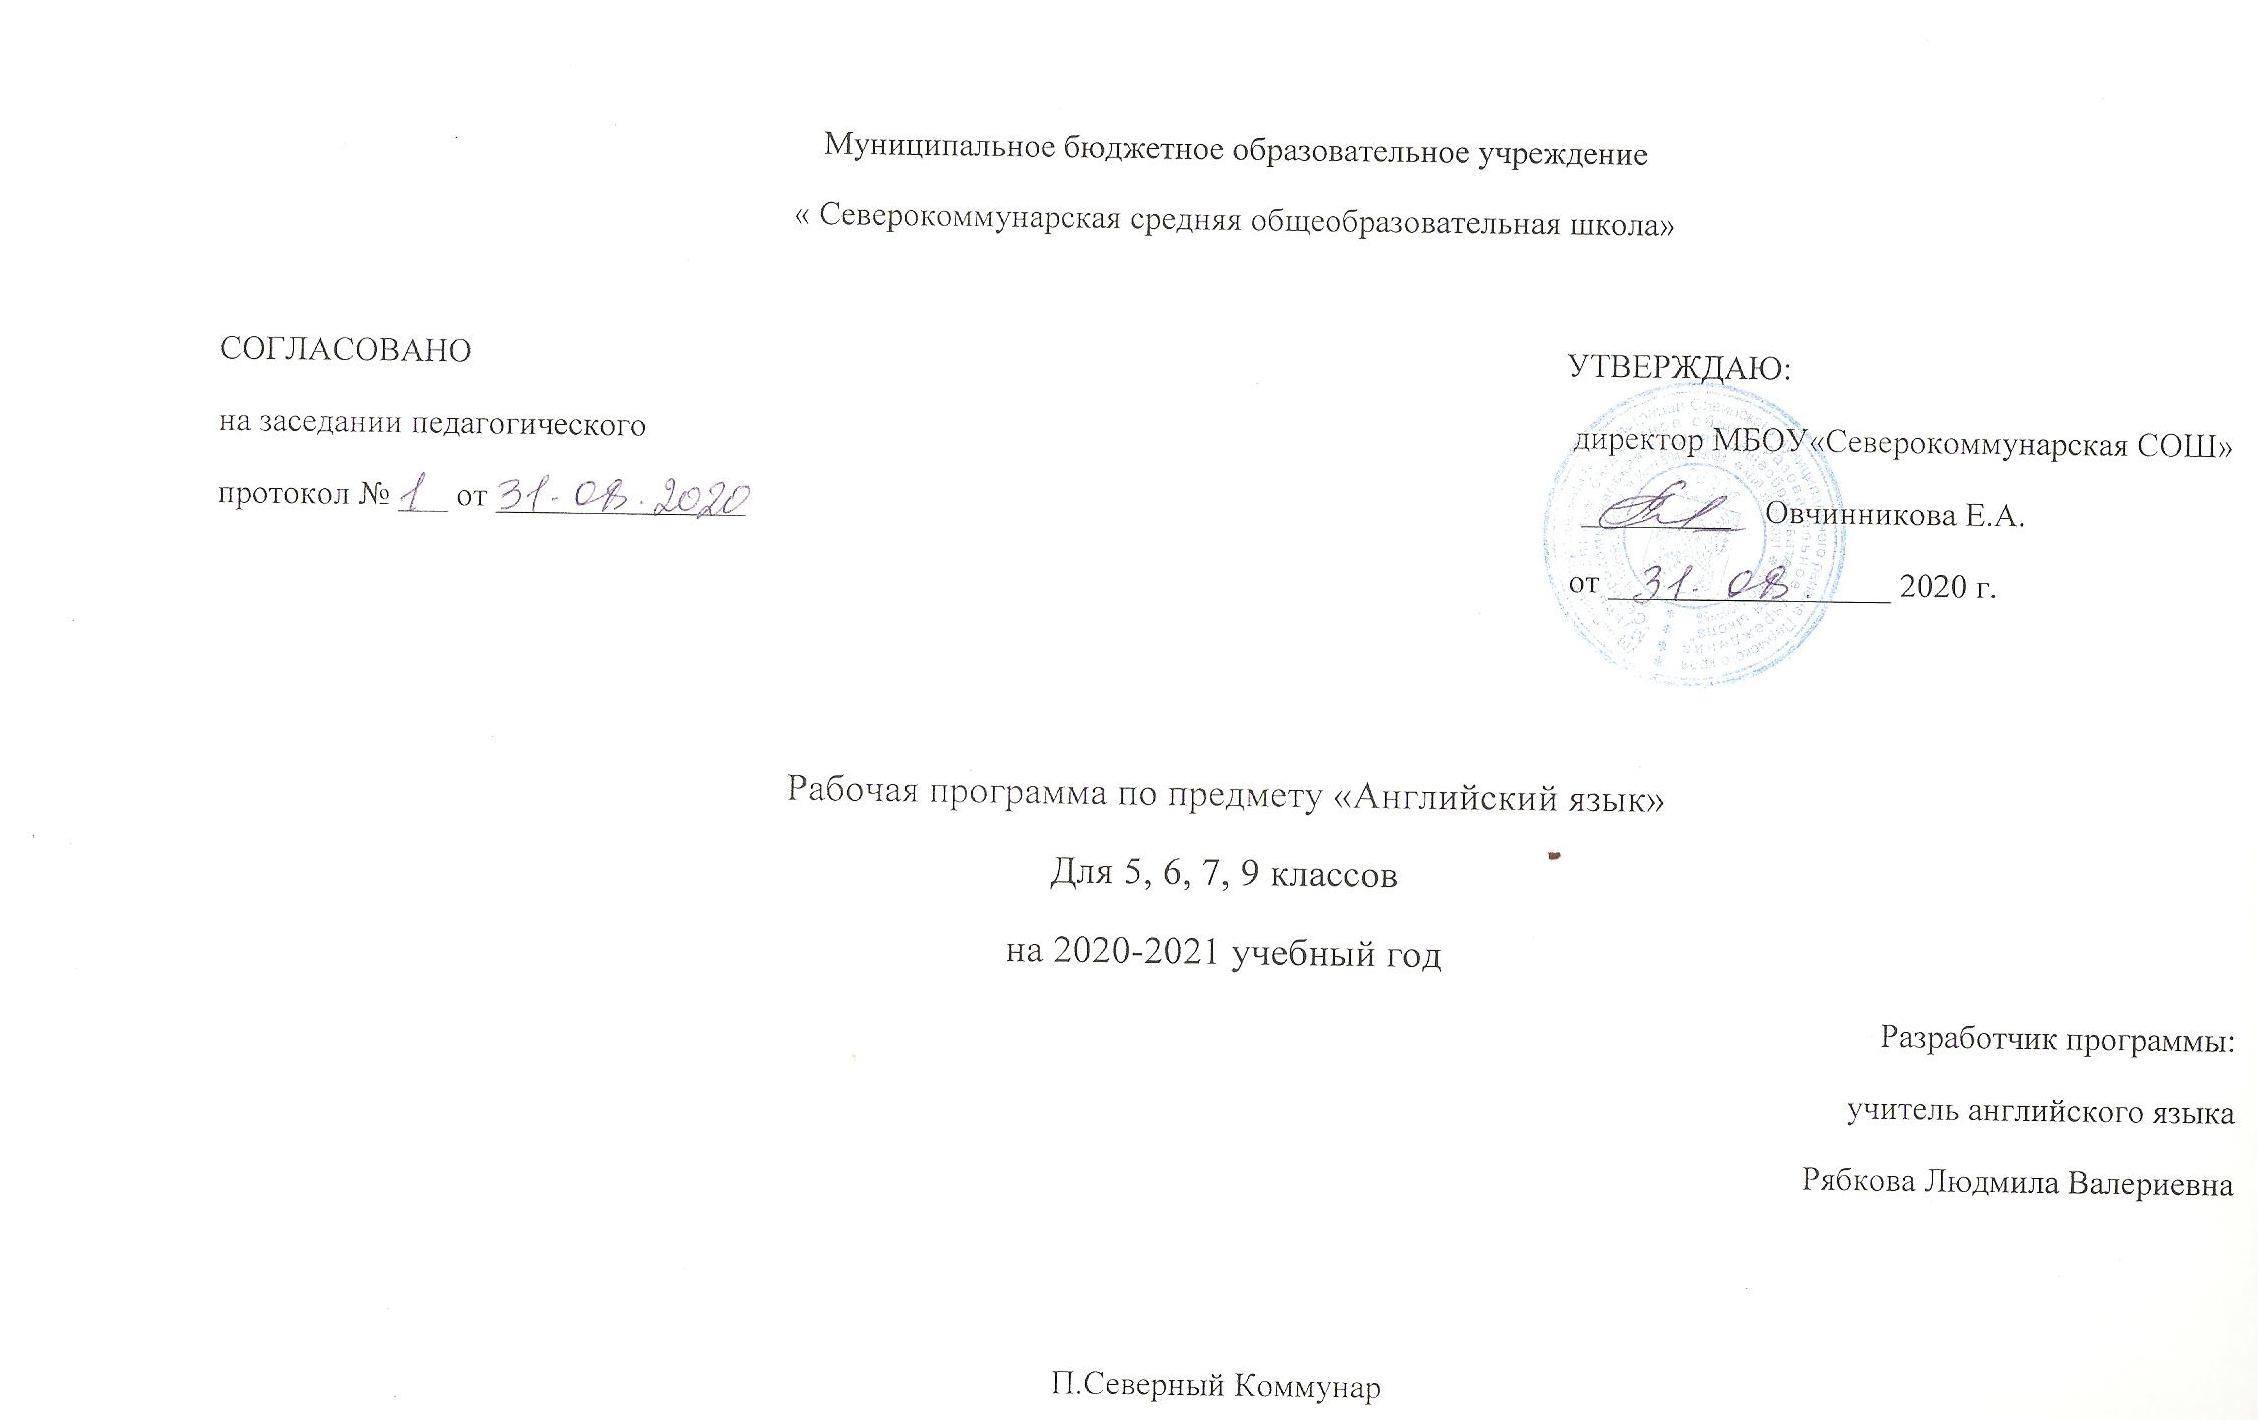 Муниципальное бюджетное образовательное учреждение
« Северокоммунарская средняя общеобразовательная школа»
СОГЛАСОВАНО
на заседании педагогического
протокол № 1 от 31.08.2020
УТВЕРЖДАЮ:
директор МБОУ«Северокоммунарская СОШ»
Овчинникова Е.А.
от 31.08. 2020 г.
Рабочая программа по предмету «Английский язык»
Для 5, 6, 7, 9 классов
на 2020-2021 учебный год
Разработчик программы:
учитель английского языка
Рябкова Людмила Валериевна
П.Северный Коммунар